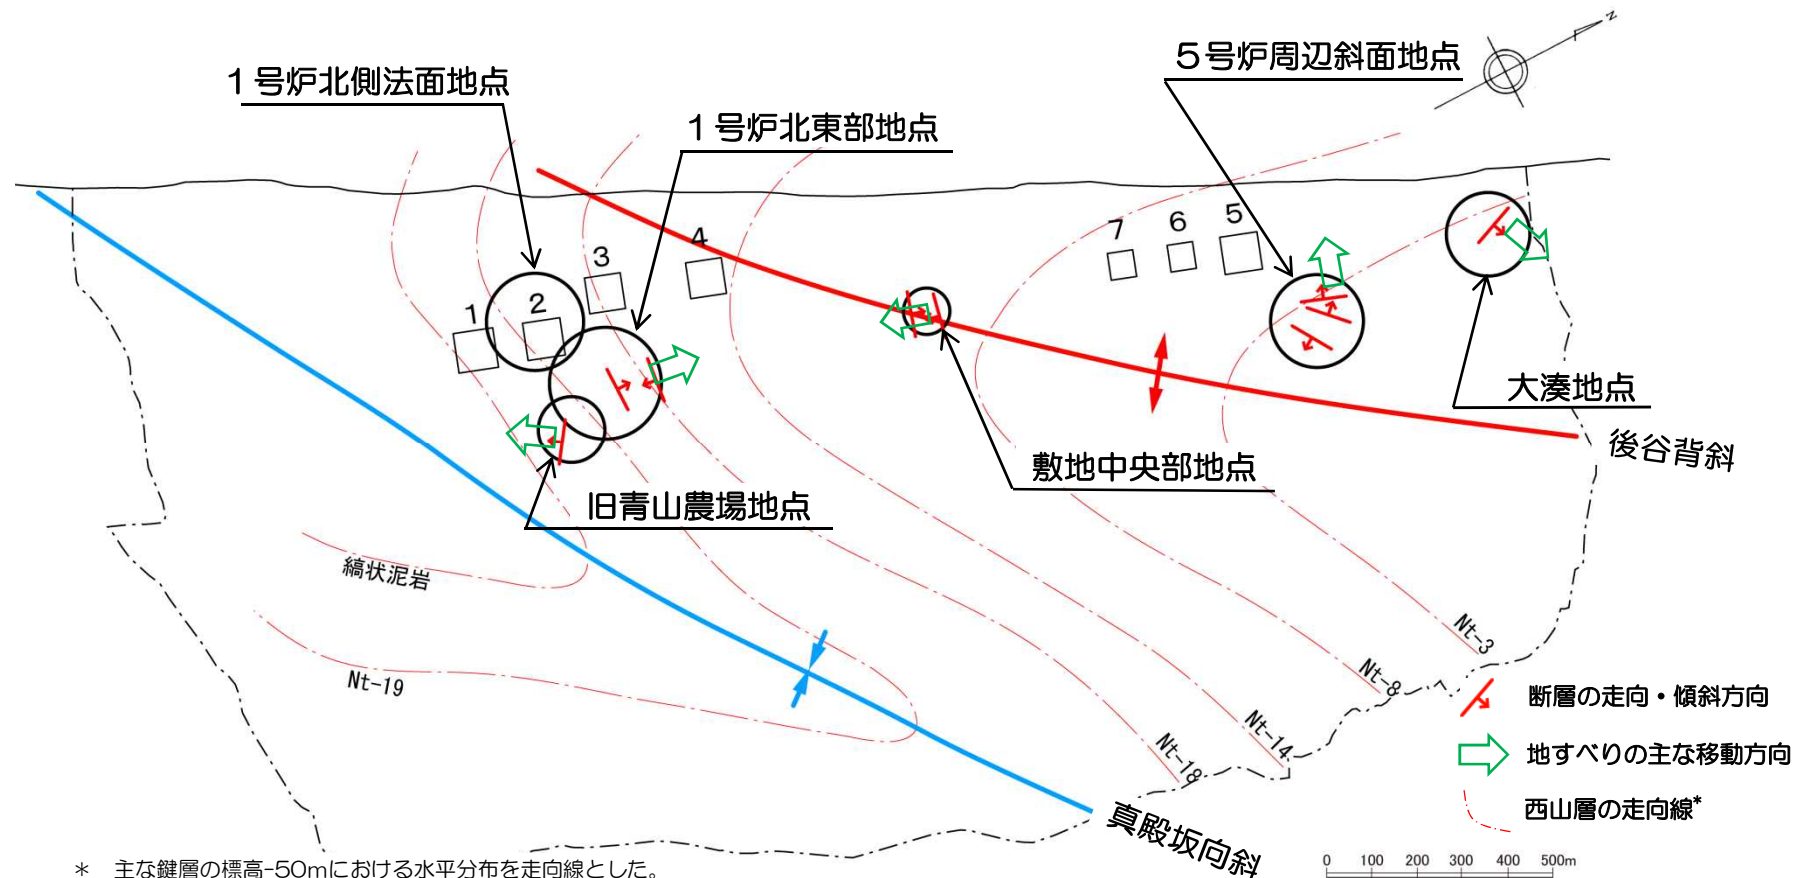 N
1号炉北側法面地点
5号炉周辺斜面地点
1号炉北東部地点
1
2
3
4
7
6
5
大湊地点
後谷背斜
敷地中央部地点
旧青山農場地点
縞状泥岩
Nt-19
Nt-3
Nt-8
Nt-14
Nt-18
真殿坂向斜
断層の走向・傾斜方向
地すべりの主な移動方向
西山層の走向線*
* 主な鍵層の標高-50mにおける水平分布を走向線とした。
0 100 200 300 400 500m